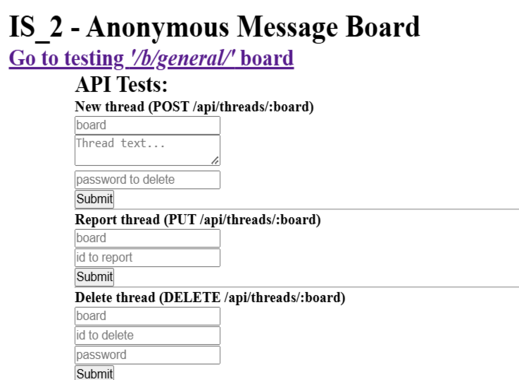 IS_2 - Anonymous Message Board
Go to testing '/b/general/' board
API Tests:
New thread (POST /api/threads/:board)
board
Thread text...
password to delete
Submit
Report thread (PUT /api/threads/:board)
board
id to report
Submit
Delete thread (DELETE /api/threads/:board)
board
id to delete
password
Submit